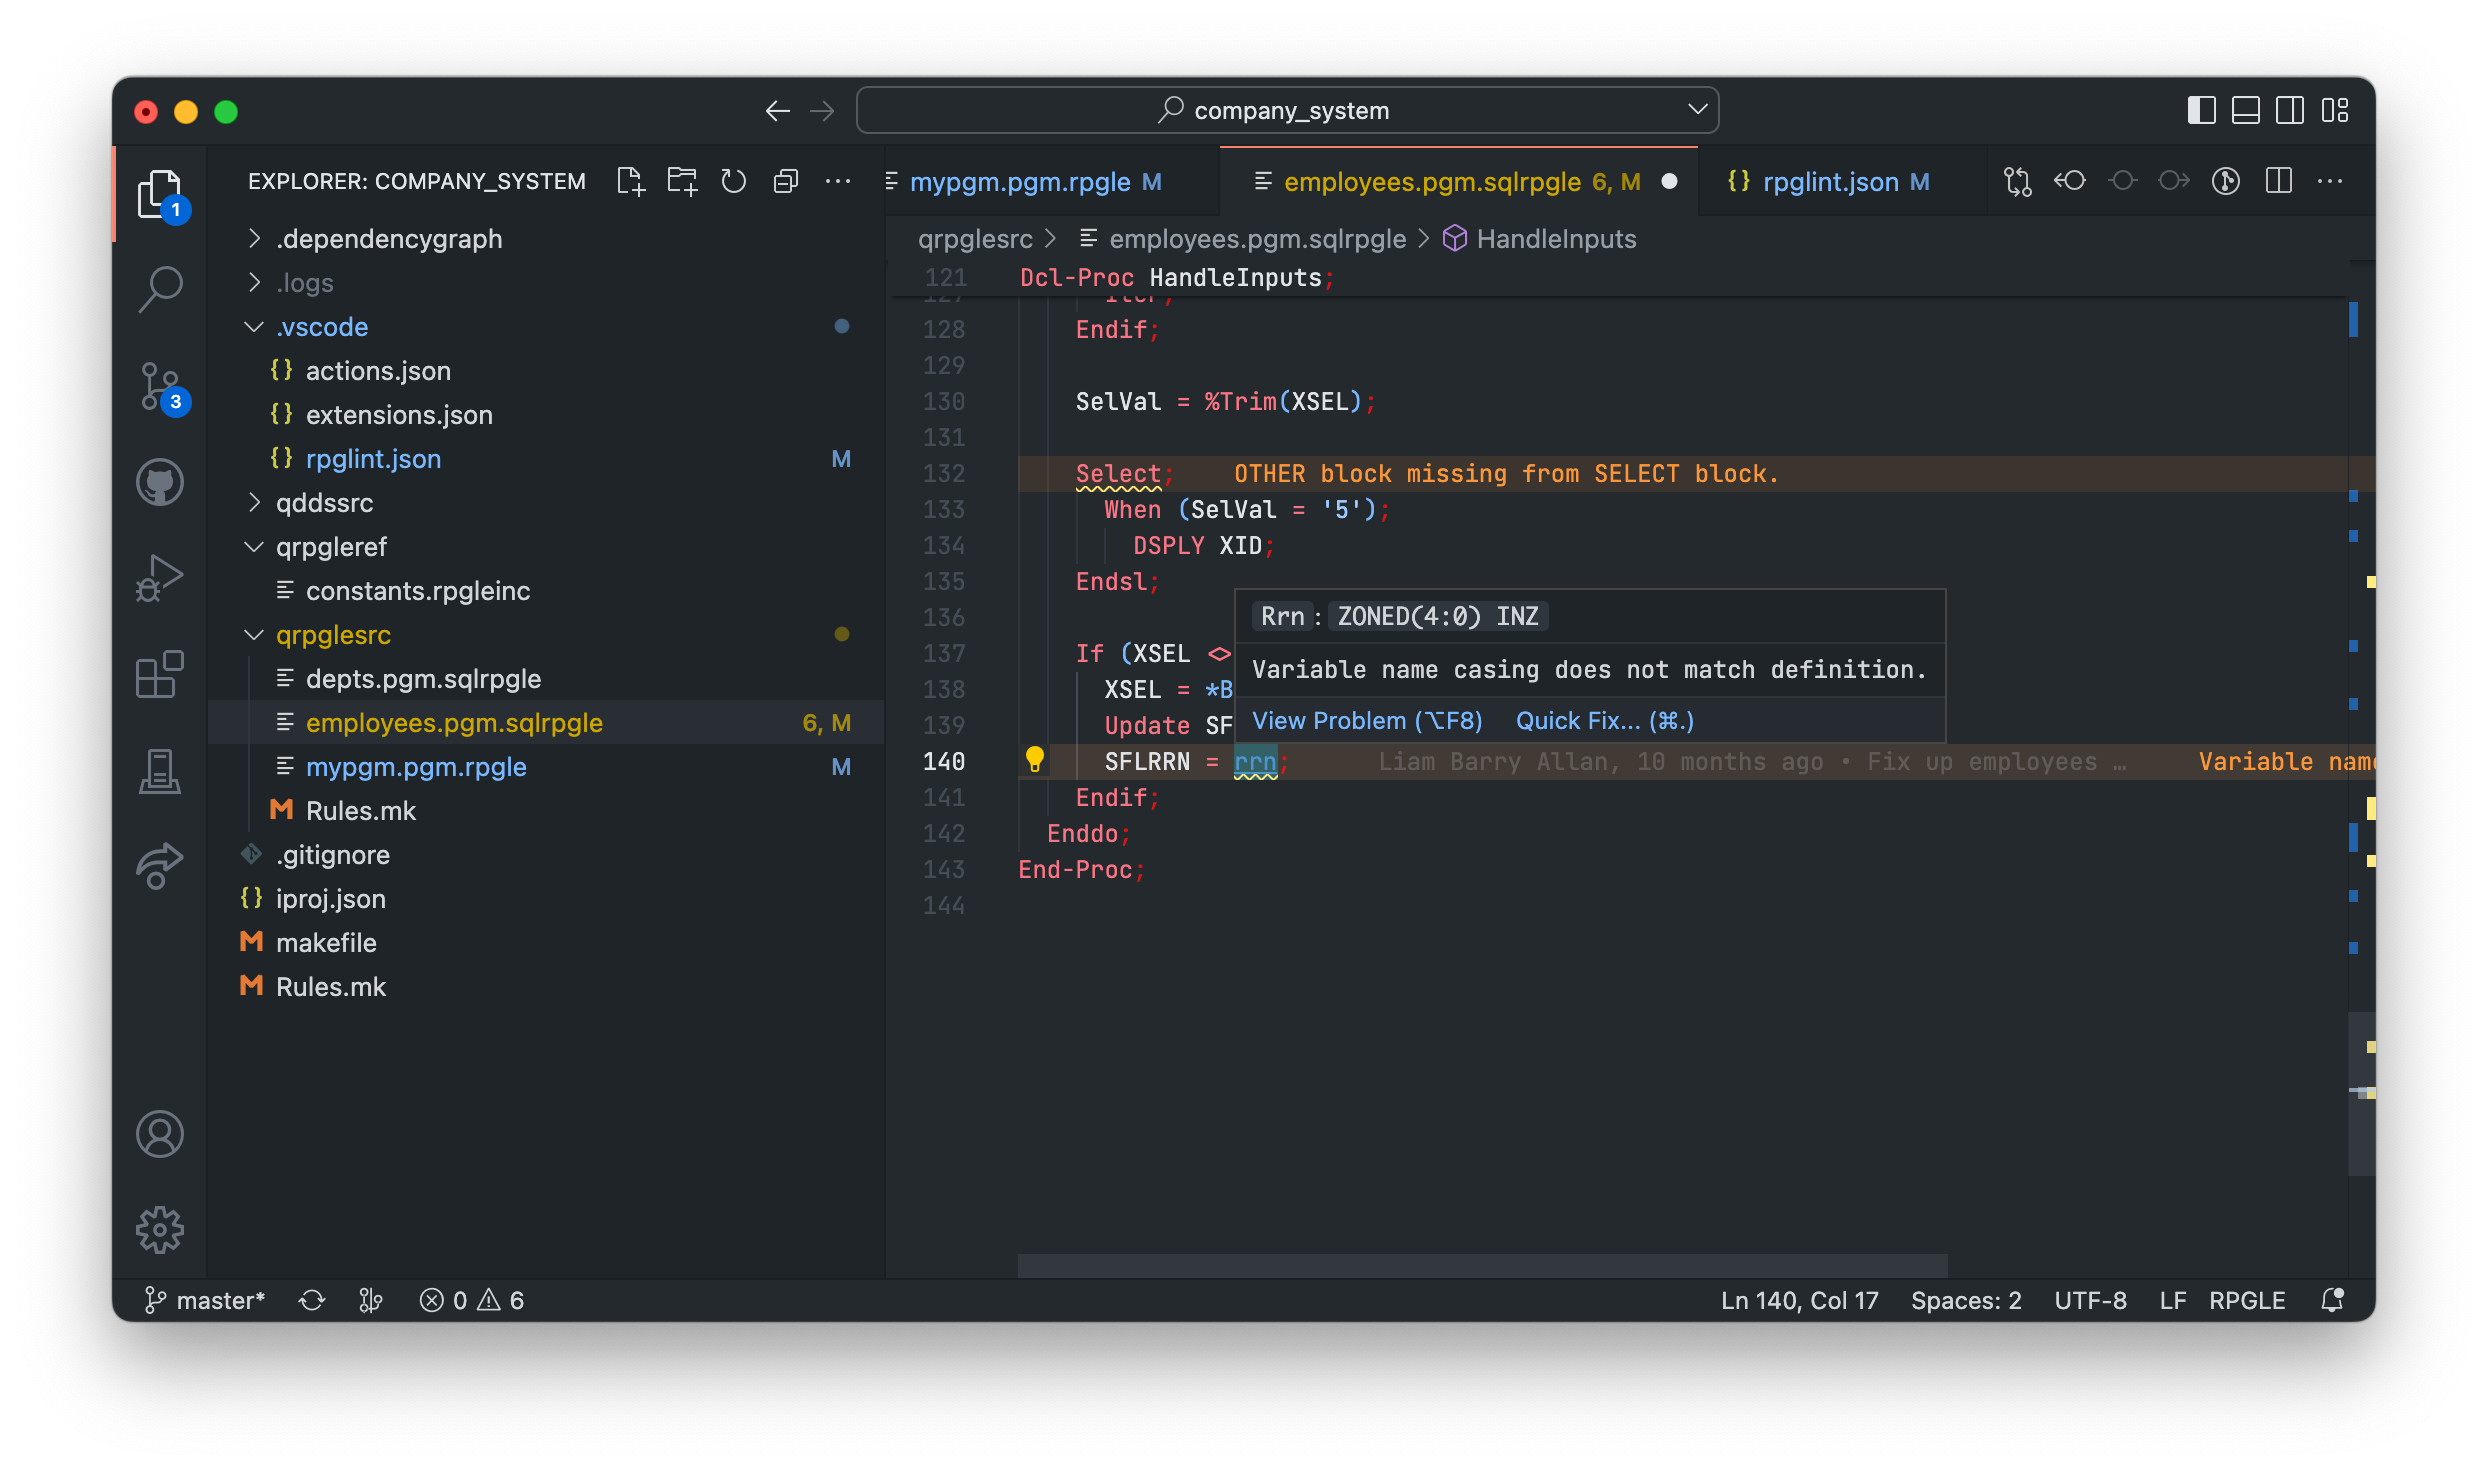 company_system
1
3
EXPLORER: COMPANY_SYSTEM
.dependencygraph
.logs
.vscode
{} actions.json
{} extensions.json
{} rpglint.json M
qddssrc
qrpgleref
constants.rpgleinc
qrpglesrc
depts.pgm.sqlrpgle
employees.pgm.sqlrpgle 6, M
mypgm.pgm.rpgle M
M Rules.mk
.gitignore
{} iproj.json
M makefile
M Rules.mk
mypgm.pgm.rpgle M
employees.pgm.sqlrpgle 6, M
{} rpglint.json M
qrpglesrc > employees.pgm.sqlrpgle > HandleInputs
121 Dcl-Proc HandleInputs;
127 Iter;
128 Endif;
129
130 SelVal = %Trim(XSEL);
131
132 Select; OTHER block missing from SELECT block.
133 When (SelVal = '5');
134 DSPLY XID;
135 Endsl;
136
Rrn: ZONED(4:0) INZ
137 If (XSEL <>
Variable name casing does not match definition.
138 XSEL = *B
139 Update SF
View Problem (⌥F8) Quick Fix... (⌘.)
140 SFLRRN = rrn; Liam Barry Allan, 10 months ago • Fix up employees … Variable name
141 Endif;
142 Enddo;
143 End-Proc;
144
master* 0 6
Ln 140, Col 17 Spaces: 2 UTF-8 LF RPGLE